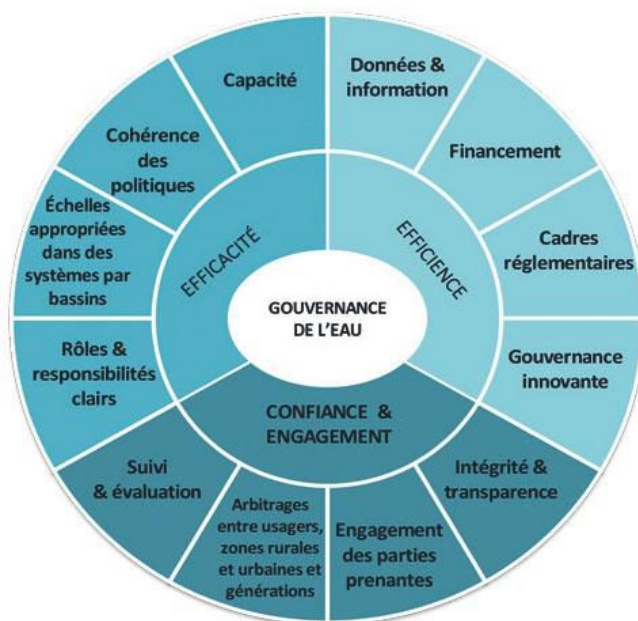 GOUVERNANCE
DE L'EAU
EFFICACITÉ
EFFICIENCE
CONFIANCE &
ENGAGEMENT
Capacité
Données &
information
Financement
Cadres
réglementaires
Gouvernance
innovante
Intégrité &
transparence
Engagement
des parties
prenantes
Arbitrages
entre usagers,
zones rurales
et urbaines et
générations
Suivi
& évaluation
Rôles &
responsabilités
clairs
Échelles
appropriées
dans des
systèmes par
bassins
Cohérence
des
politiques